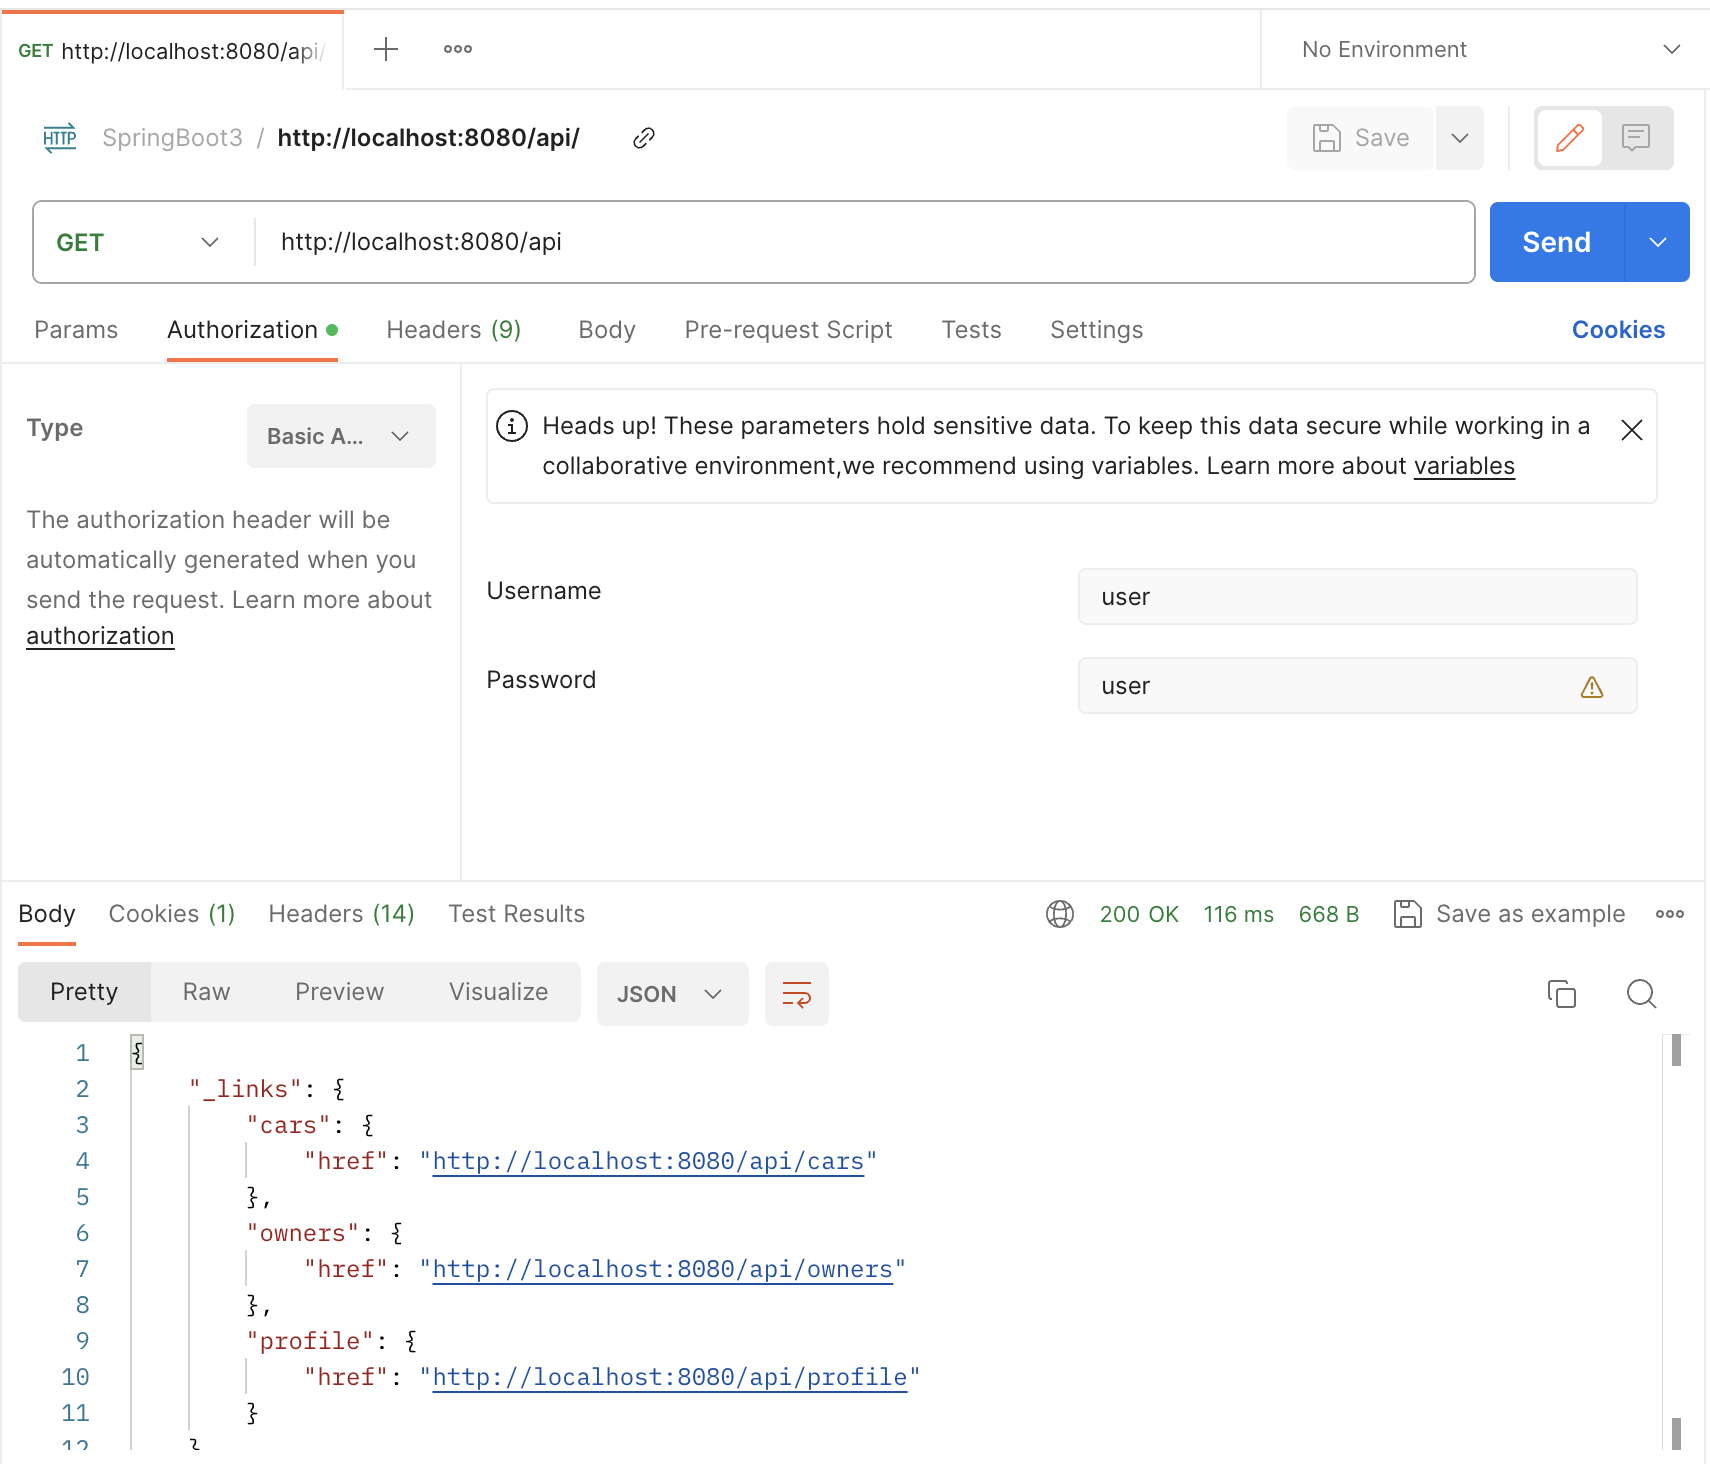 GET http://localhost:8080/api/
No Environment
HTTP SpringBoot3 / http://localhost:8080/api/
Save
GET http://localhost:8080/api
Send
Params Authorization Headers (9) Body Pre-request Script Tests Settings Cookies
Type
Basic A...
The authorization header will be
automatically generated when you
send the request. Learn more about
authorization
Heads up! These parameters hold sensitive data. To keep this data secure while working in a
collaborative environment,we recommend using variables. Learn more about variables
Username user
Password user
Body Cookies (1) Headers (14) Test Results 200 OK 116 ms 668 B Save as example
Pretty Raw Preview Visualize JSON
1 {
2 "_links": {
3 "cars": {
4 "href": "http://localhost:8080/api/cars"
5 },
6 "owners": {
7 "href": "http://localhost:8080/api/owners"
8 },
9 "profile": {
10 "href": "http://localhost:8080/api/profile"
11 }
12 }